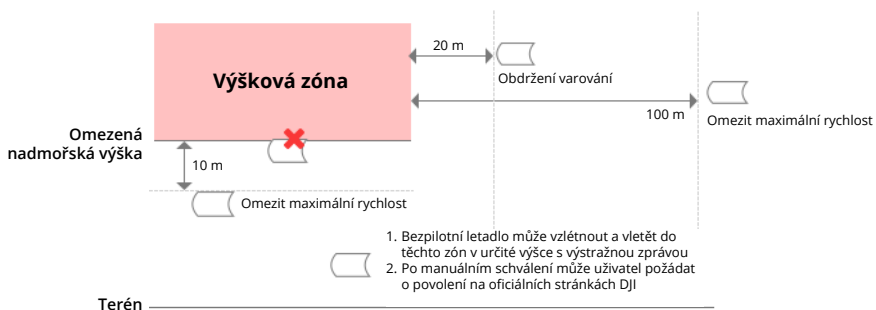 20 m
Výšková zóna
Obdržení varování
100 m
Omezit maximální rychlost
Omezená
nadmořská výška
10 m
Omezit maximální rychlost
1. Bezpilotní letadlo může vzlétnout a vletět do
těchto zón v určité výšce s výstražnou zprávou
2. Po manuálním schválení může uživatel požádat
o povolení na oficiálních stránkách DJI
Terén